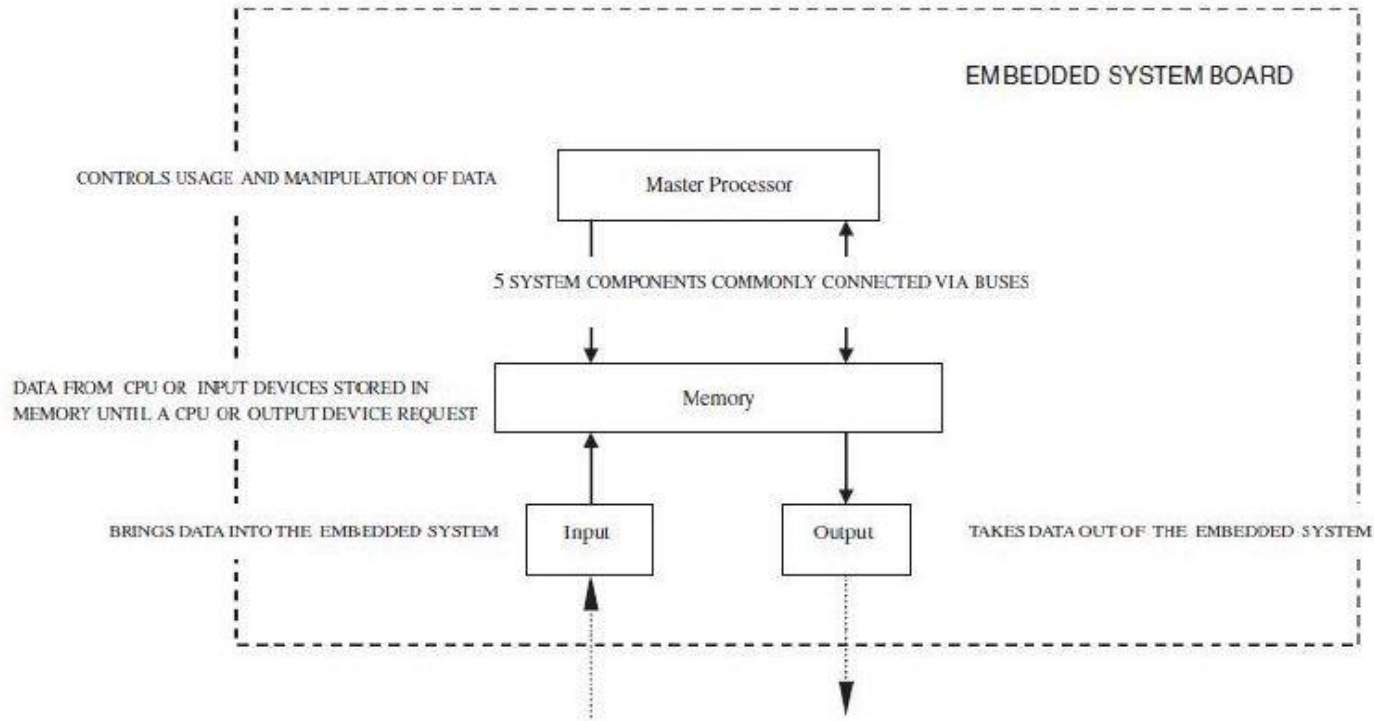 EMBEDDED SYSTEM BOARD
CONTROLS USAGE AND MANIPULATION OF DATA
Master Processor
5 SYSTEM COMPONENTS COMMONLY CONNECTED VIA BUSES
DATA FROM CPU OR INPUT DEVICES STORED IN
MEMORY UNTIL A CPU OR OUTPUT DEVICE REQUEST
Memory
BRINGS DATA INTO THE EMBEDDED SYSTEM
Input
Output
TAKES DATA OUT OF THE EMBEDDED SYSTEM